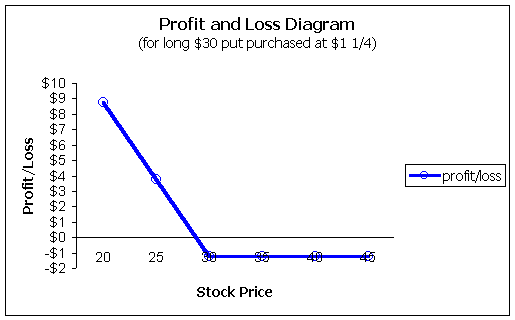 Profit and Loss Diagram
(for long $30 put purchased at $1 1/4)
$10
$9
$8
$7
$6
$5
$4
$3
$2
$1
$0
-$1
-$2
20 25 30 35 40 45
Profit/Loss
Stock Price
profit/loss